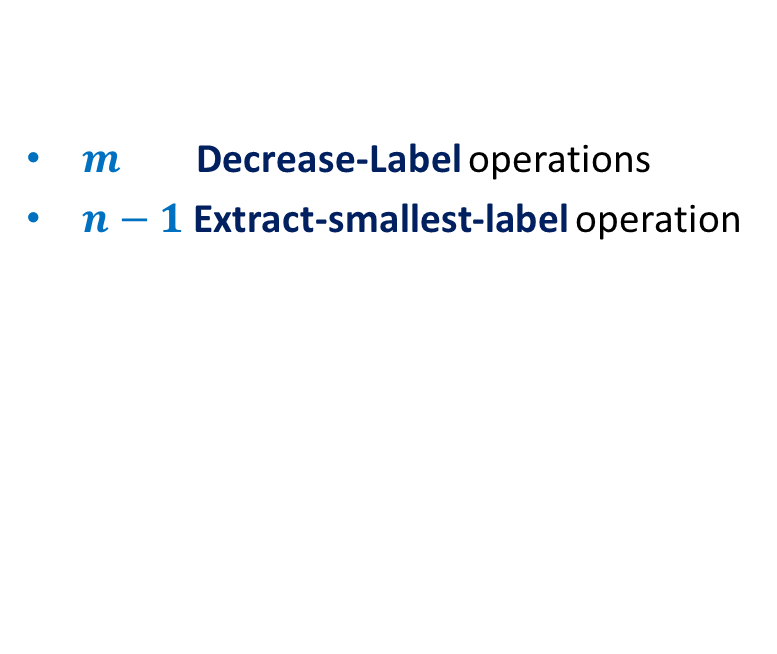 • m Decrease-Label operations
• n − 1 Extract-smallest-label operation